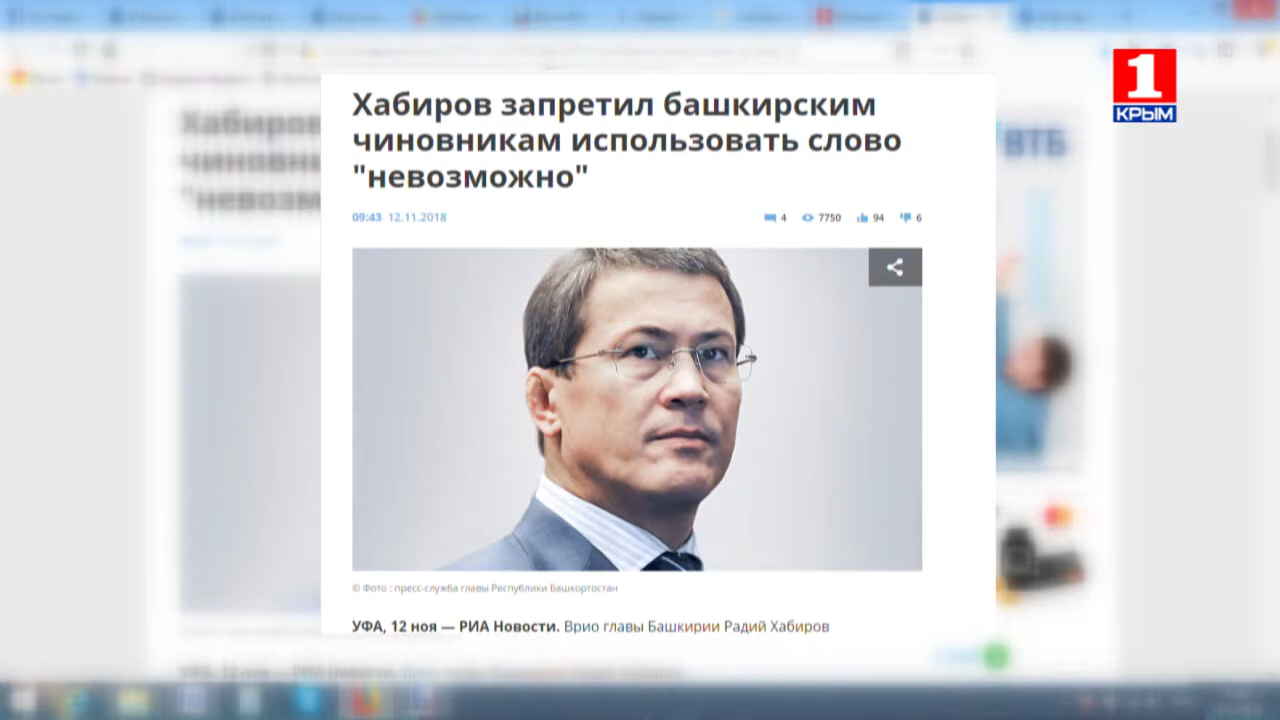 Хабиров запретил башкирским
чиновникам использовать слово
"невозможно"
09:43 12.11.2018
4 7750 94 6
© Фото : пресс-служба главы Республики Башкортостан
УФА, 12 ноя — РИА Новости. Врио главы Башкирии Радий Хабиров
1
КРЫМ
ВТБ